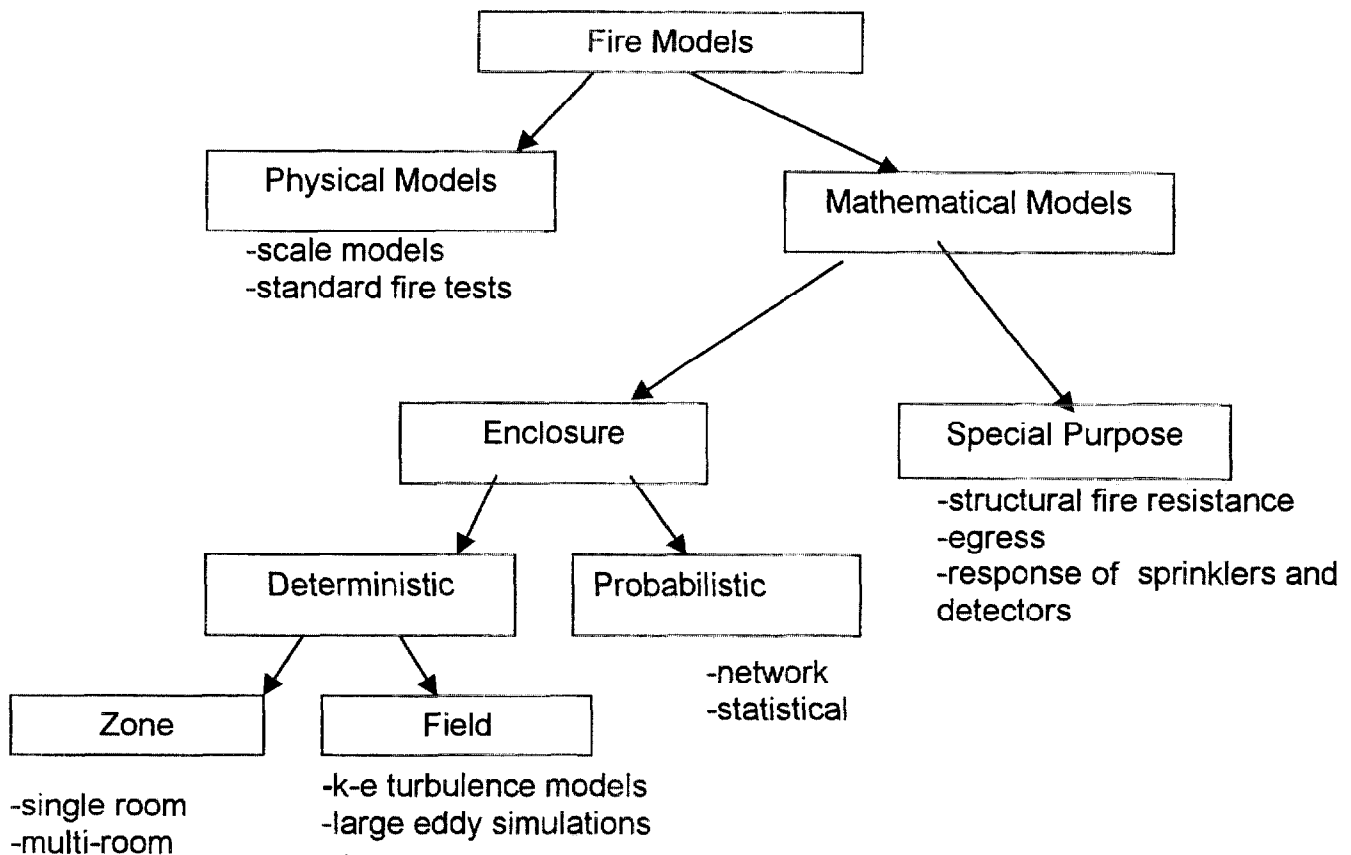 Fire Models
Physical Models
-scale models
-standard fire tests
Mathematical Models
Enclosure
Special Purpose
-structural fire resistance
-egress
-response of sprinklers and
detectors
Deterministic
Probabilistic
-network
-statistical
Zone
-single room
-multi-room
Field
-k-e turbulence models
-large eddy simulations